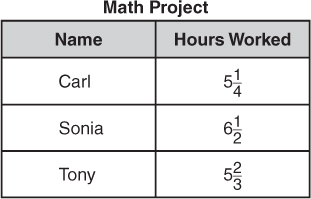 Math Project
Name Hours Worked
Carl 5 1/4
Sonia 6 1/2
Tony 5 2/3